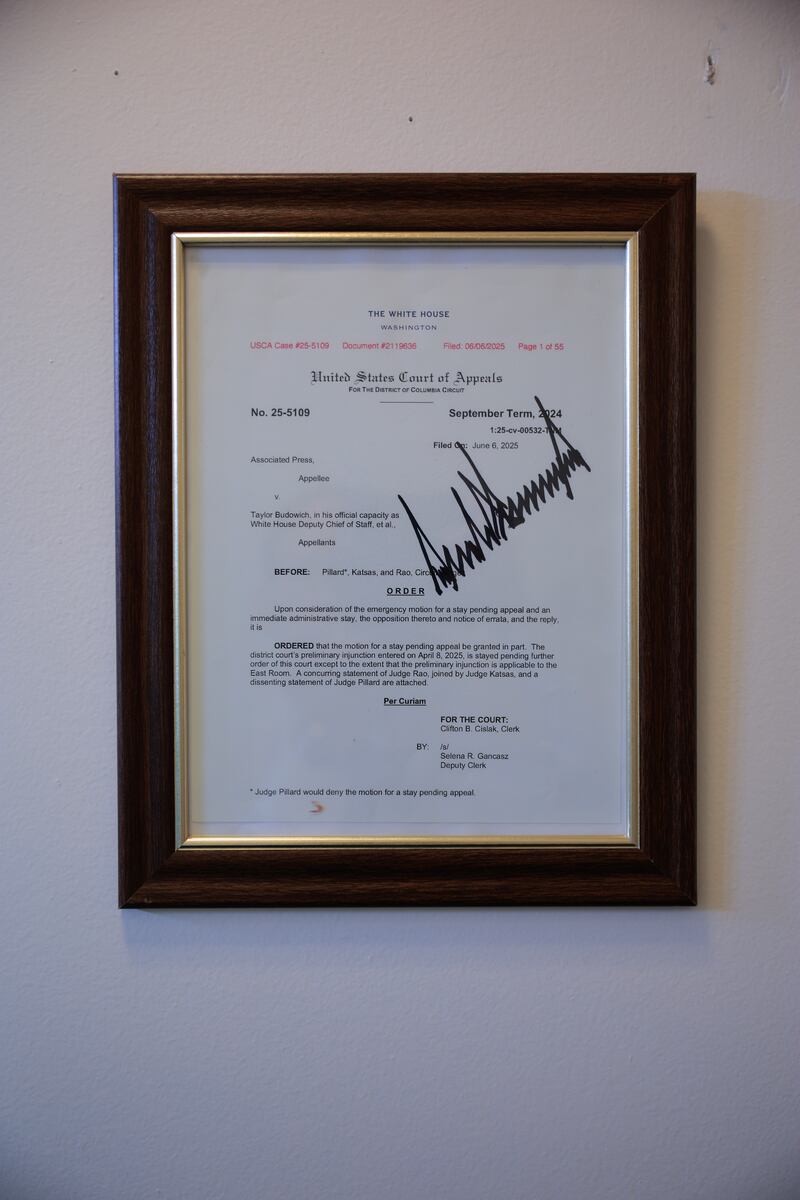 THE WHITE HOUSE
WASHINGTON
USCA Case #25-5109 Document #2119636 Filed: 06/06/2025 Page 1 of 55
United States Court of Appeals
FOR THE DISTRICT OF COLUMBIA CIRCUIT
No. 25-5109 September Term, 2024
1:25-cv-00532-
Filed On: June 6, 2025
Associated Press,
Appellee
v.
Taylor Budowich, in his official capacity as
White House Deputy Chief of Staff, et al.,
Appellants
BEFORE: Pillard*, Katsas, and Rao,
ORDER
Upon consideration of the emergency motion for a stay pending appeal and an
immediate administrative stay, the opposition thereto and notice of errata, and the reply,
it is
ORDERED that the motion for a stay pending appeal be granted in part. The
district court's preliminary injunction entered on April 8, 2025, is stayed pending further
order of this court except to the extent that the preliminary injunction is applicable to the
East Room. A concurring statement of Judge Rao, joined by Judge Katsas, and a
dissenting statement of Judge Pillard are attached.
Per Curiam
FOR THE COURT:
Clifton B. Cislak, Clerk
BY: /s/
Selena R. Gancasz
Deputy Clerk
* Judge Pillard would deny the motion for a stay pending appeal.